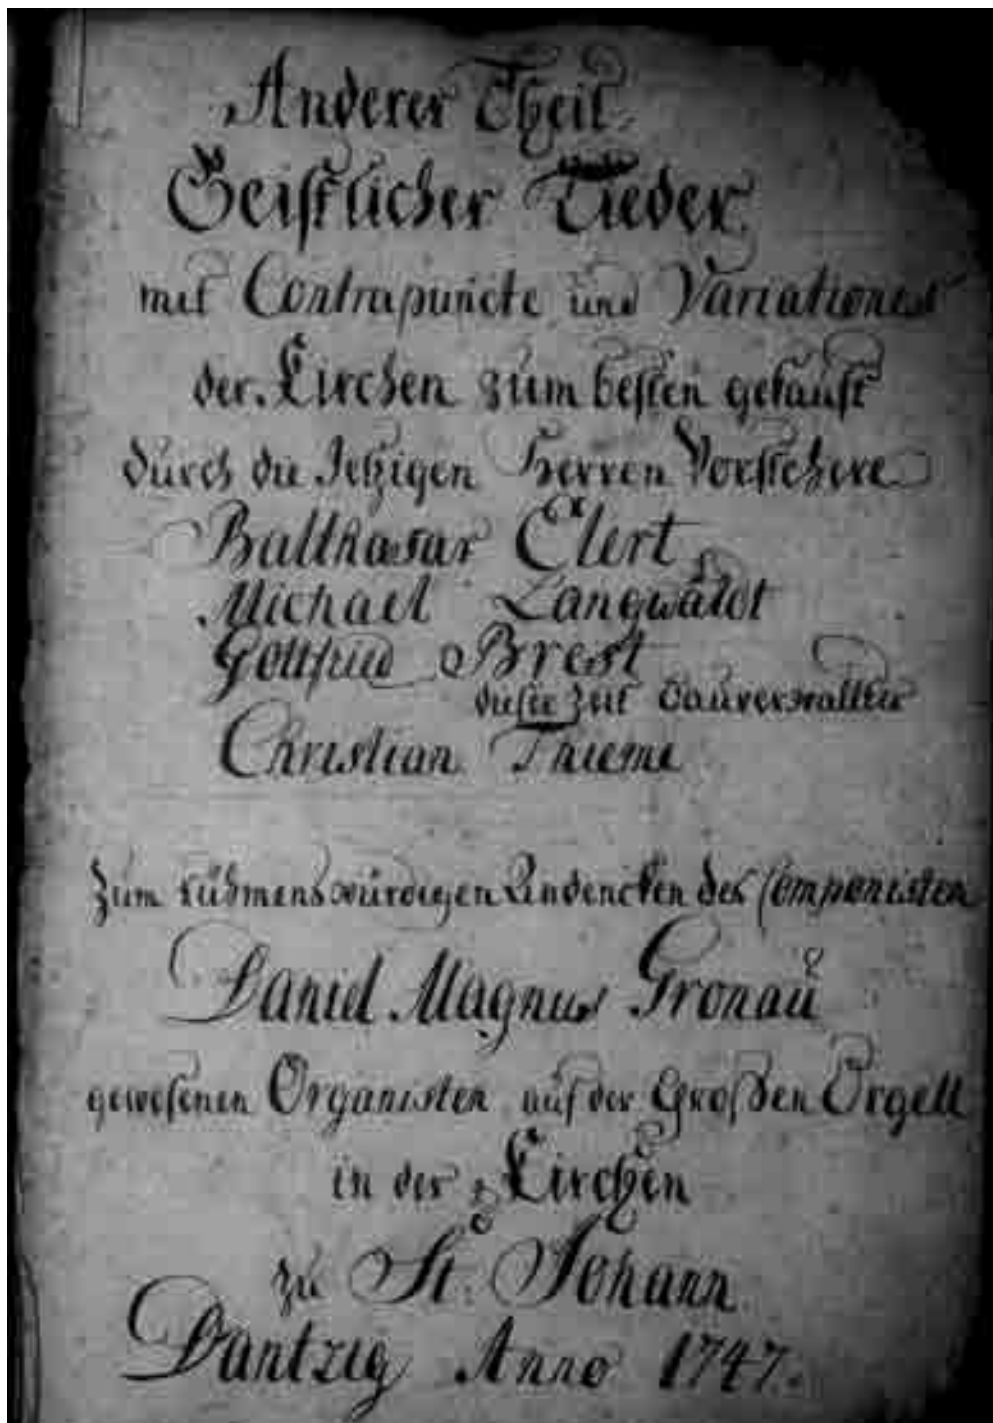 Anderer Theil
Geistlicher Lieder
mit Contrapuncte und Variationes
der Kirchen zum besten gekauft
durch die Jetzigen Herren Vorstehere
Balthasar Elert
Michael Langwaldt
Gottfried Brest
dieser Zeit Bauverwalter
Christian Thieme
Zum rühmenswürdigen Andencken des Componisten
Daniel Magnus Gronau
gewesenen Organisten auf der Großen Orgell
in der Kirchen
zu St. Johann
Dantzig Anno 1747.